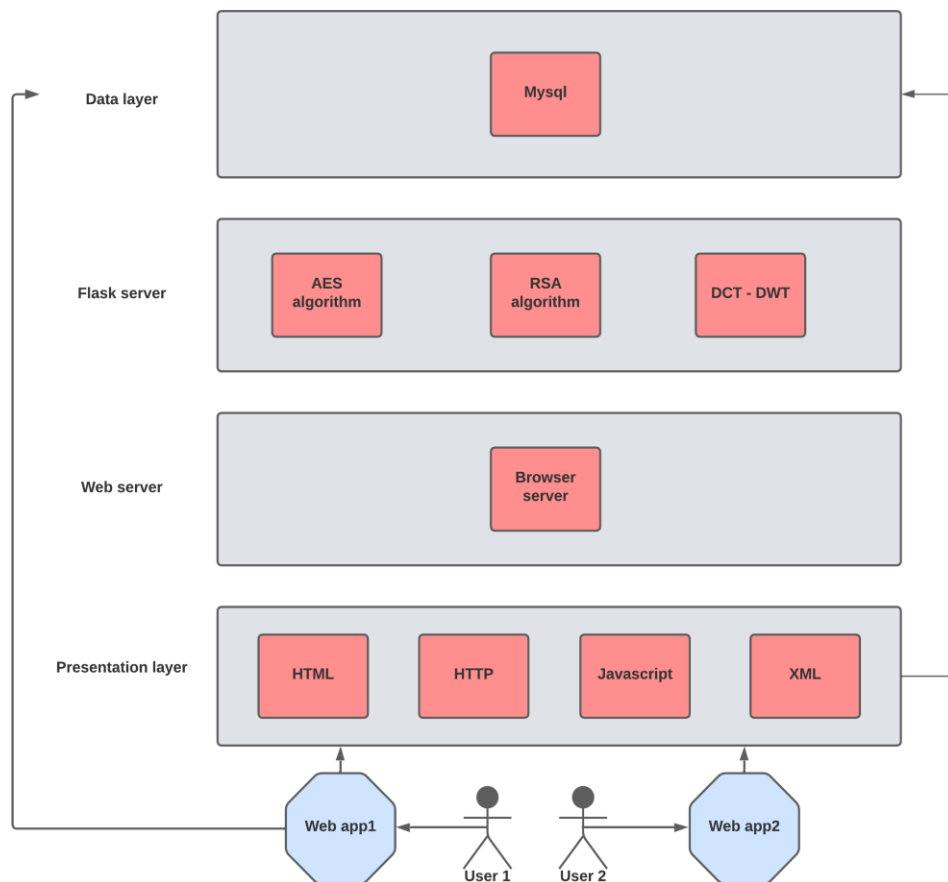 Data layer
Mysql
Flask server
AES
algorithm
RSA
algorithm
DCT - DWT
Web server
Browser
server
Presentation layer
HTML
HTTP
Javascript
XML
Web app1
Web app2
User 1
User 2